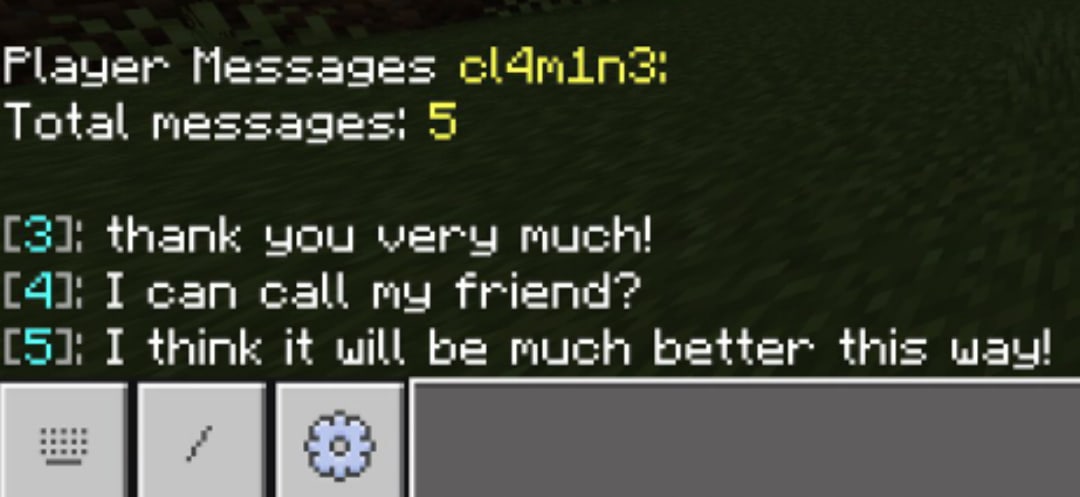 Player Messages cl4m1n3:
Total messages: 5
[3]: thank you very much!
[4]: I can call my friend?
[5]: I think it will be much better this way!
/